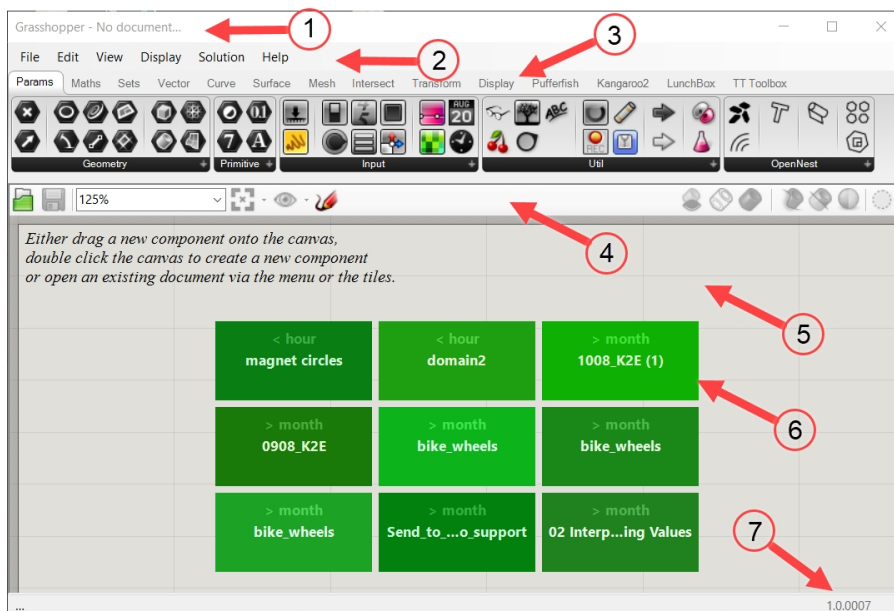 Grasshopper - No document...
1
File Edit View Display Solution Help
2
3
Params Maths Sets Vector Curve Surface Mesh Intersect Transform Display Pufferfish Kangaroo2 LunchBox TT Toolbox
0.1 AUG ABC
7 A 20 REC
Geometry Primitive Input Util OpenNest
125%
4
Either drag a new component onto the canvas,
double click the canvas to create a new component
or open an existing document via the menu or the tiles.
5
< hour < hour > month
magnet circles domain2 1008_K2E (1)
6
> month > month > month
0908_K2E bike_wheels bike_wheels
> month > month > month
bike_wheels Send_to_...o_support 02 Interp...ing Values
7
... 1.0.0007